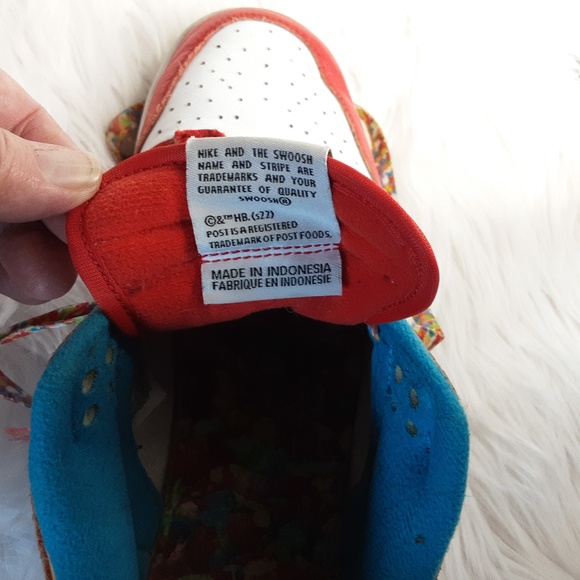 NIKE AND THE SWOOSH
NAME AND STRIPE ARE
TRADEMARKS AND YOUR
GUARANTEE OF QUALITY
SWOOSH®
©&™HB.(s22)
POST IS A REGISTERED
TRADEMARK OF POST FOODS.
MADE IN INDONESIA
FABRIQUE EN INDONESIE